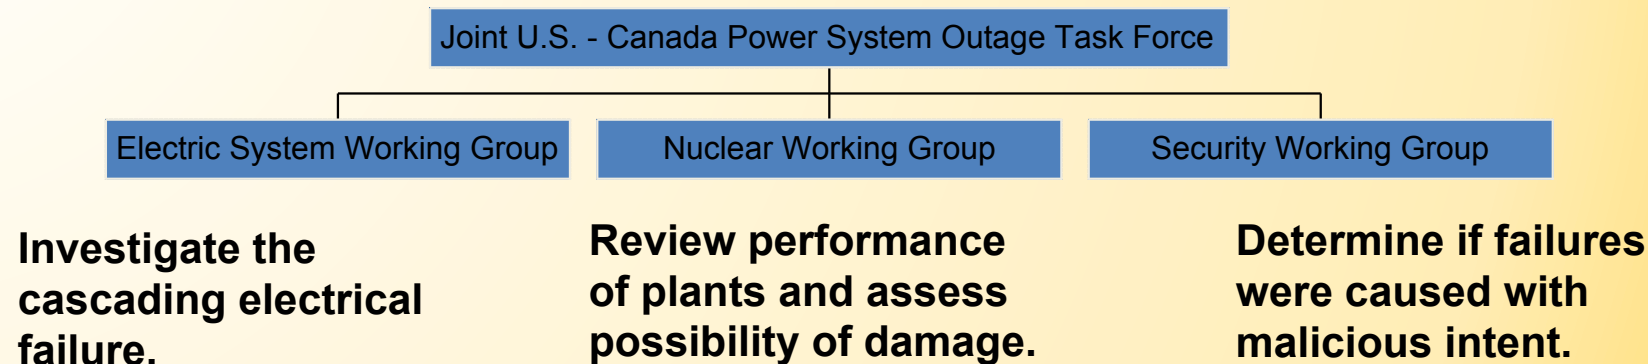 Joint U.S. - Canada Power System Outage Task Force
Electric System Working Group
Nuclear Working Group
Security Working Group
Investigate the
cascading electrical
failure.
Review performance
of plants and assess
possibility of damage.
Determine if failures
were caused with
malicious intent.